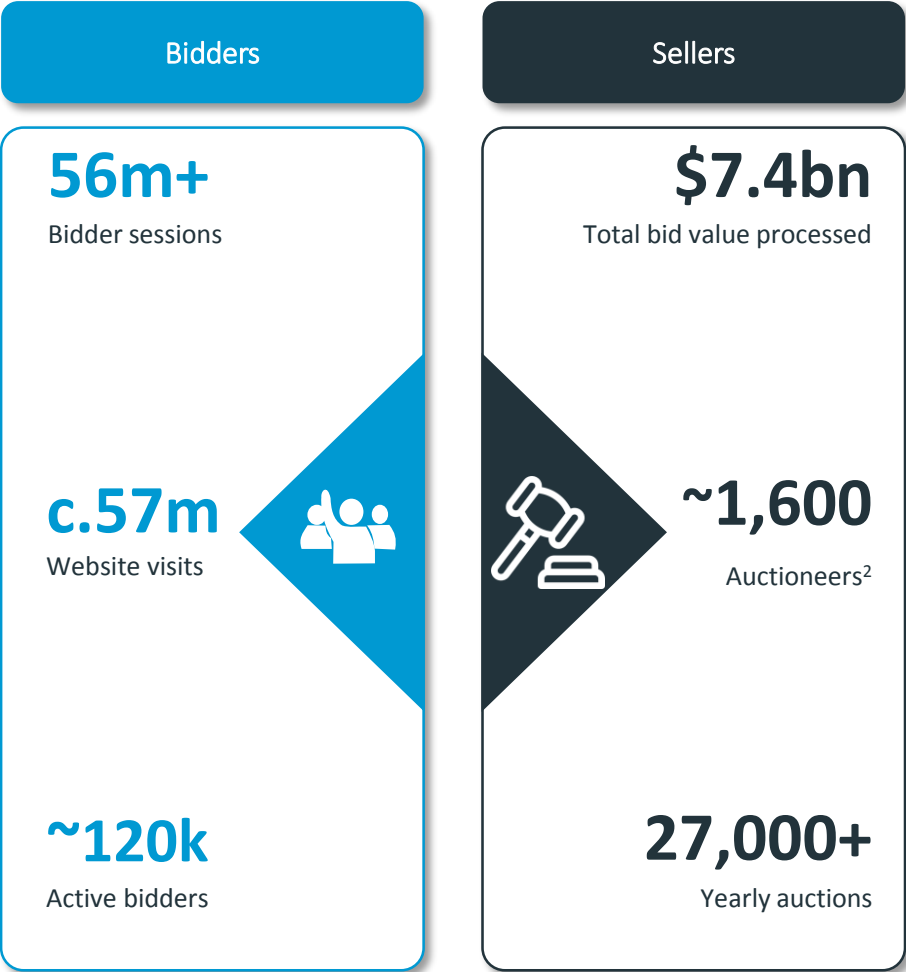 Bidders
56m+
Bidder sessions
c.57m
Website visits
~120k
Active bidders
Sellers
$7.4bn
Total bid value processed
~1,600
Auctioneers²
27,000+
Yearly auctions